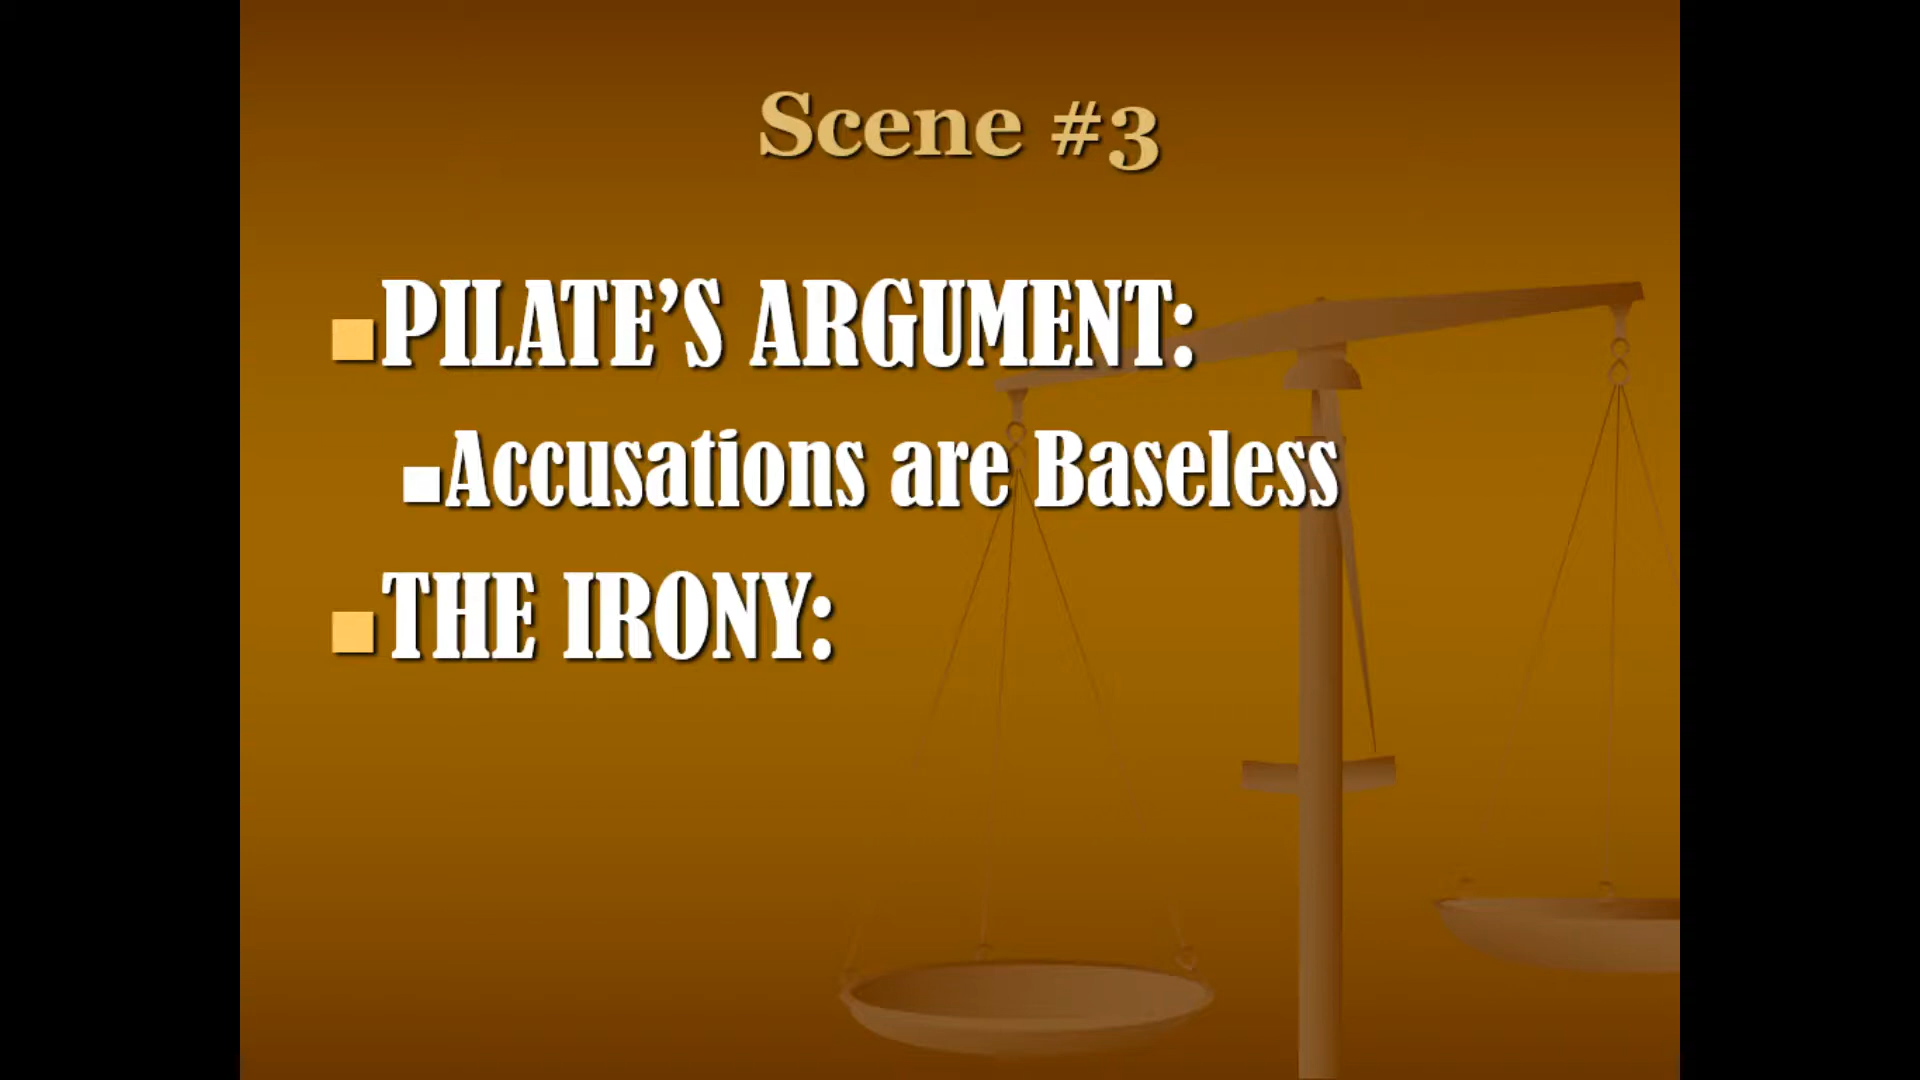 Scene #3
PILATE’S ARGUMENT:
Accusations are Baseless
THE IRONY: